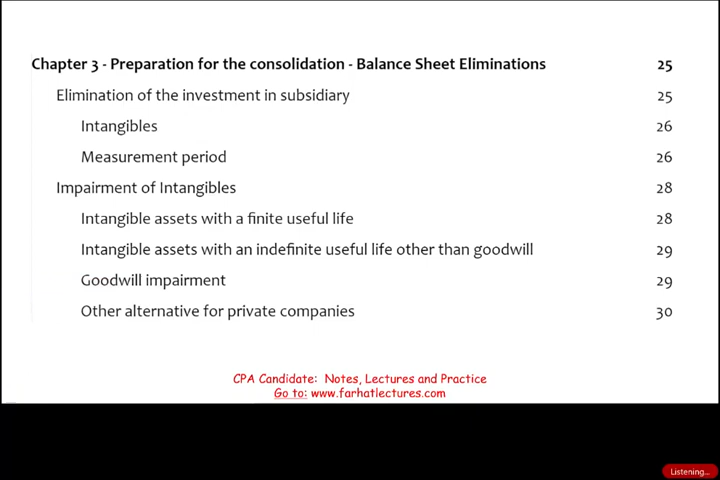 Chapter 3 - Preparation for the consolidation - Balance Sheet Eliminations 25
Elimination of the investment in subsidiary 25
Intangibles 26
Measurement period 26
Impairment of Intangibles 28
Intangible assets with a finite useful life 28
Intangible assets with an indefinite useful life other than goodwill 29
Goodwill impairment 29
Other alternative for private companies 30
CPA Candidate: Notes, Lectures and Practice
Go to: www.farhatlectures.com
Listening...